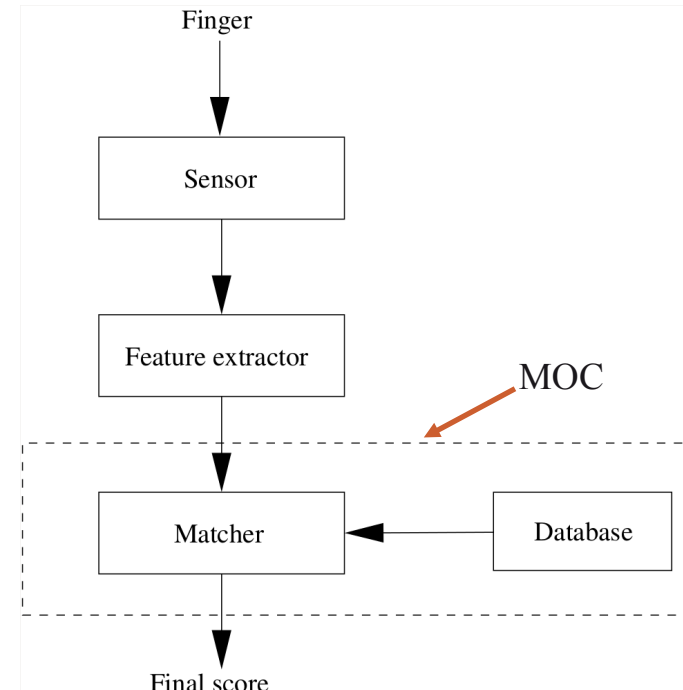 Finger
Sensor
Feature extractor
MOC
Matcher
Database
Final score